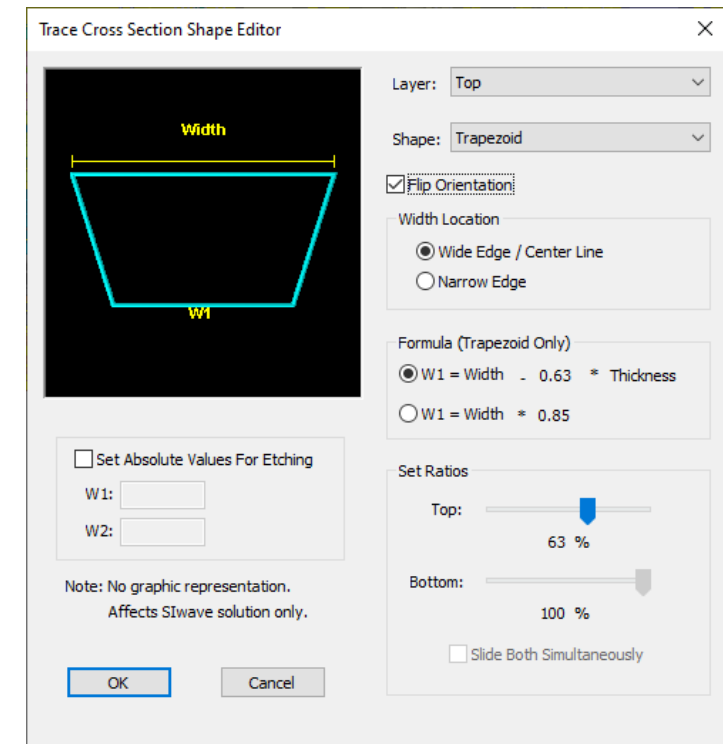 Trace Cross Section Shape Editor
Width
W1
Layer: Top
Shape: Trapezoid
Flip Orientation
Width Location
Wide Edge / Center Line
Narrow Edge
Formula (Trapezoid Only)
W1 = Width - 0.63 * Thickness
W1 = Width * 0.85
Set Absolute Values For Etching
W1:
W2:
Note: No graphic representation.
Affects SIwave solution only.
OK
Cancel
Set Ratios
Top:
63 %
Bottom:
100 %
Slide Both Simultaneously